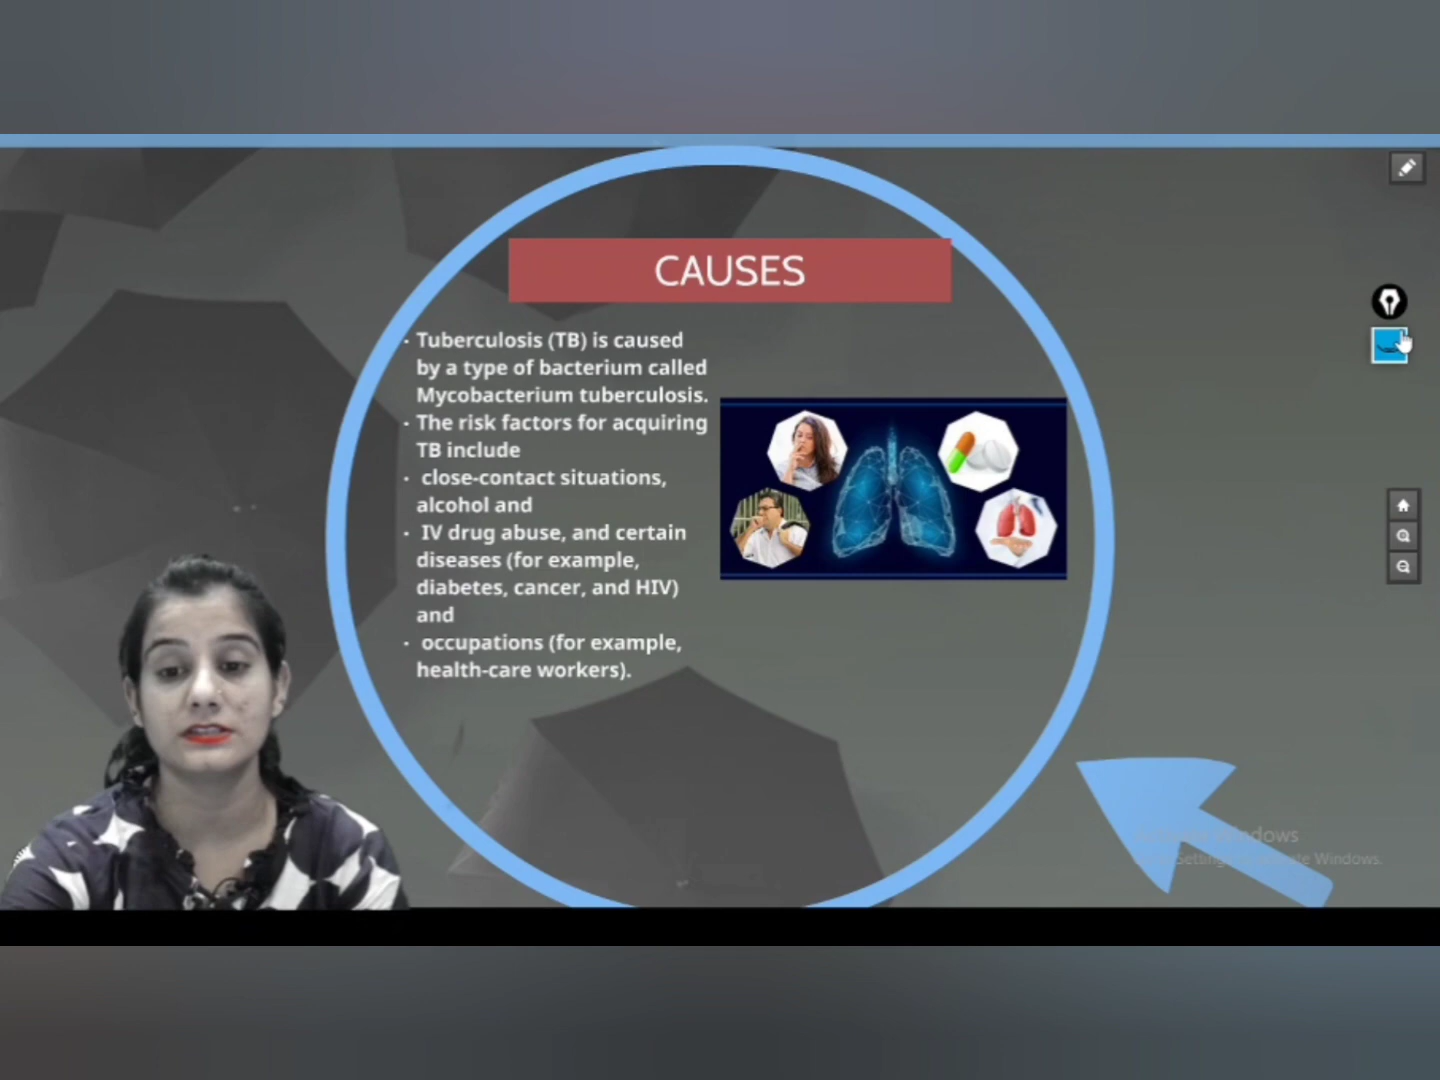 CAUSES
· Tuberculosis (TB) is caused
by a type of bacterium called
Mycobacterium tuberculosis.
· The risk factors for acquiring
TB include
· close-contact situations,
alcohol and
· IV drug abuse, and certain
diseases (for example,
diabetes, cancer, and HIV)
and
· occupations (for example,
health-care workers).
Windows.